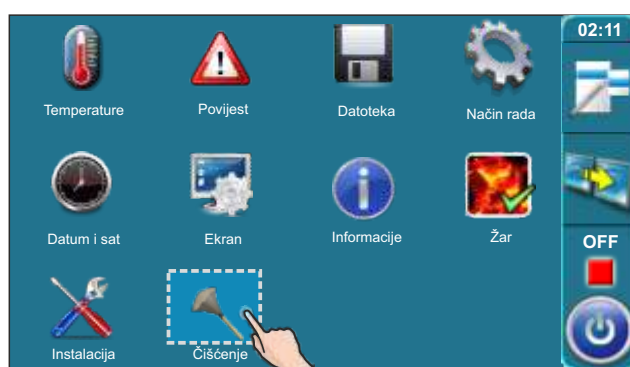 02:11
Temperature
Povijest
Datoteka
Način rada
Datum i sat
Ekran
Informacije
Žar
OFF
Instalacija
Čišćenje